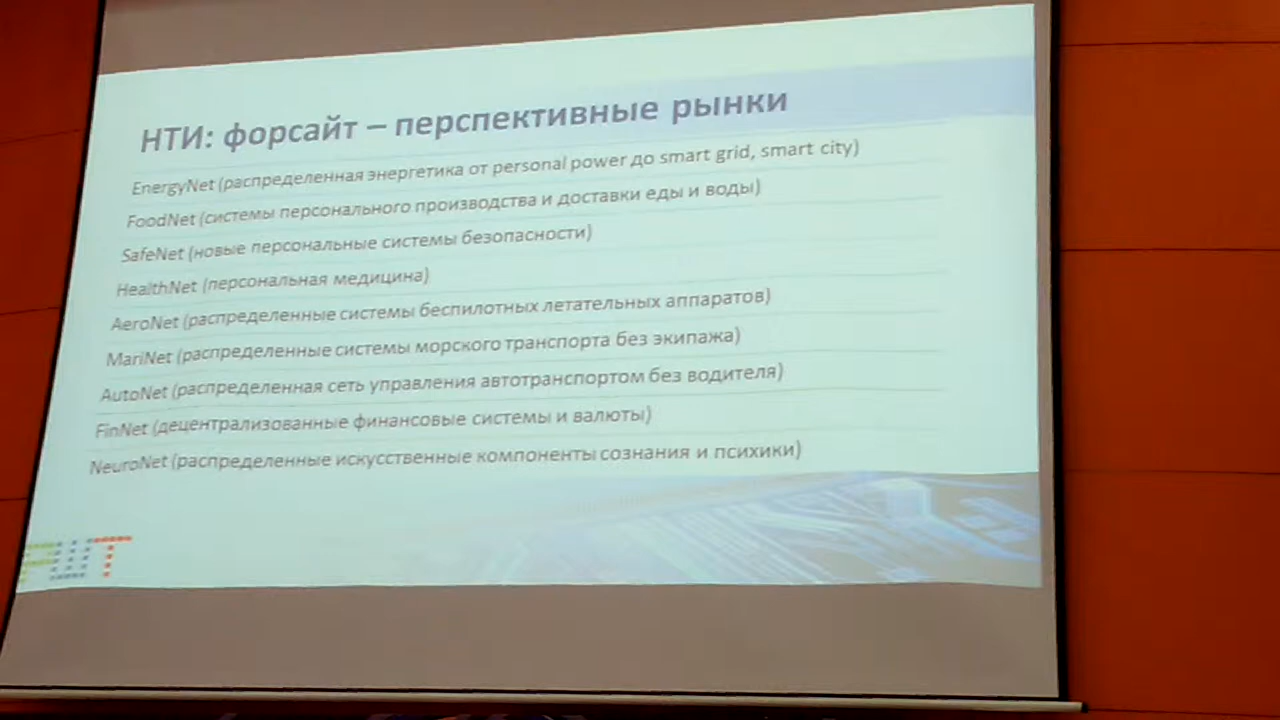 НТИ: форсайт – перспективные рынки
EnergyNet (распределенная энергетика от personal power до smart grid, smart city)
FoodNet (системы персонального производства и доставки еды и воды)
SafeNet (новые персональные системы безопасности)
HealthNet (персональная медицина)
AeroNet (распределенные системы беспилотных летательных аппаратов)
MariNet (распределенные системы морского транспорта без экипажа)
AutoNet (распределенная сеть управления автотранспортом без водителя)
FinNet (децентрализованные финансовые системы и валюты)
NeuroNet (распределенные искусственные компоненты сознания и психики)